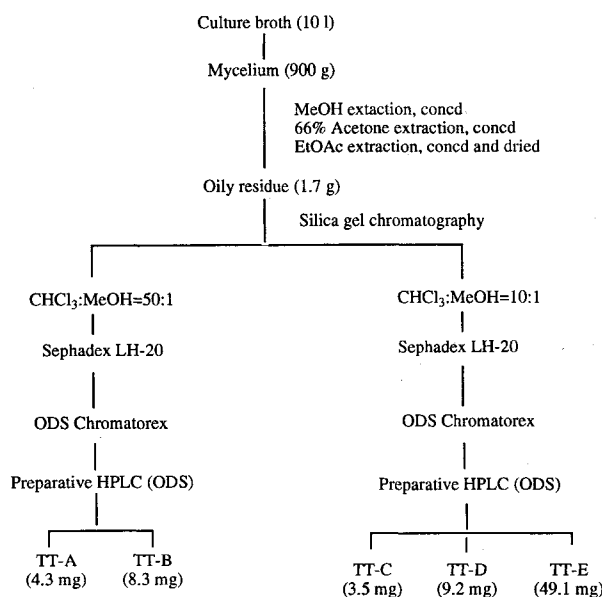 Culture broth (10 l)
Mycelium (900 g)
MeOH extaction, concd
66% Acetone extraction, concd
EtOAc extraction, concd and dried
Oily residue (1.7 g)
Silica gel chromatography
CHCl₃:MeOH=50:1
Sephadex LH-20
ODS Chromatorex
Preparative HPLC (ODS)
TT-A
(4.3 mg)
TT-B
(8.3 mg)
CHCl₃:MeOH=10:1
Sephadex LH-20
ODS Chromatorex
Preparative HPLC (ODS)
TT-C
(3.5 mg)
TT-D
(9.2 mg)
TT-E
(49.1 mg)